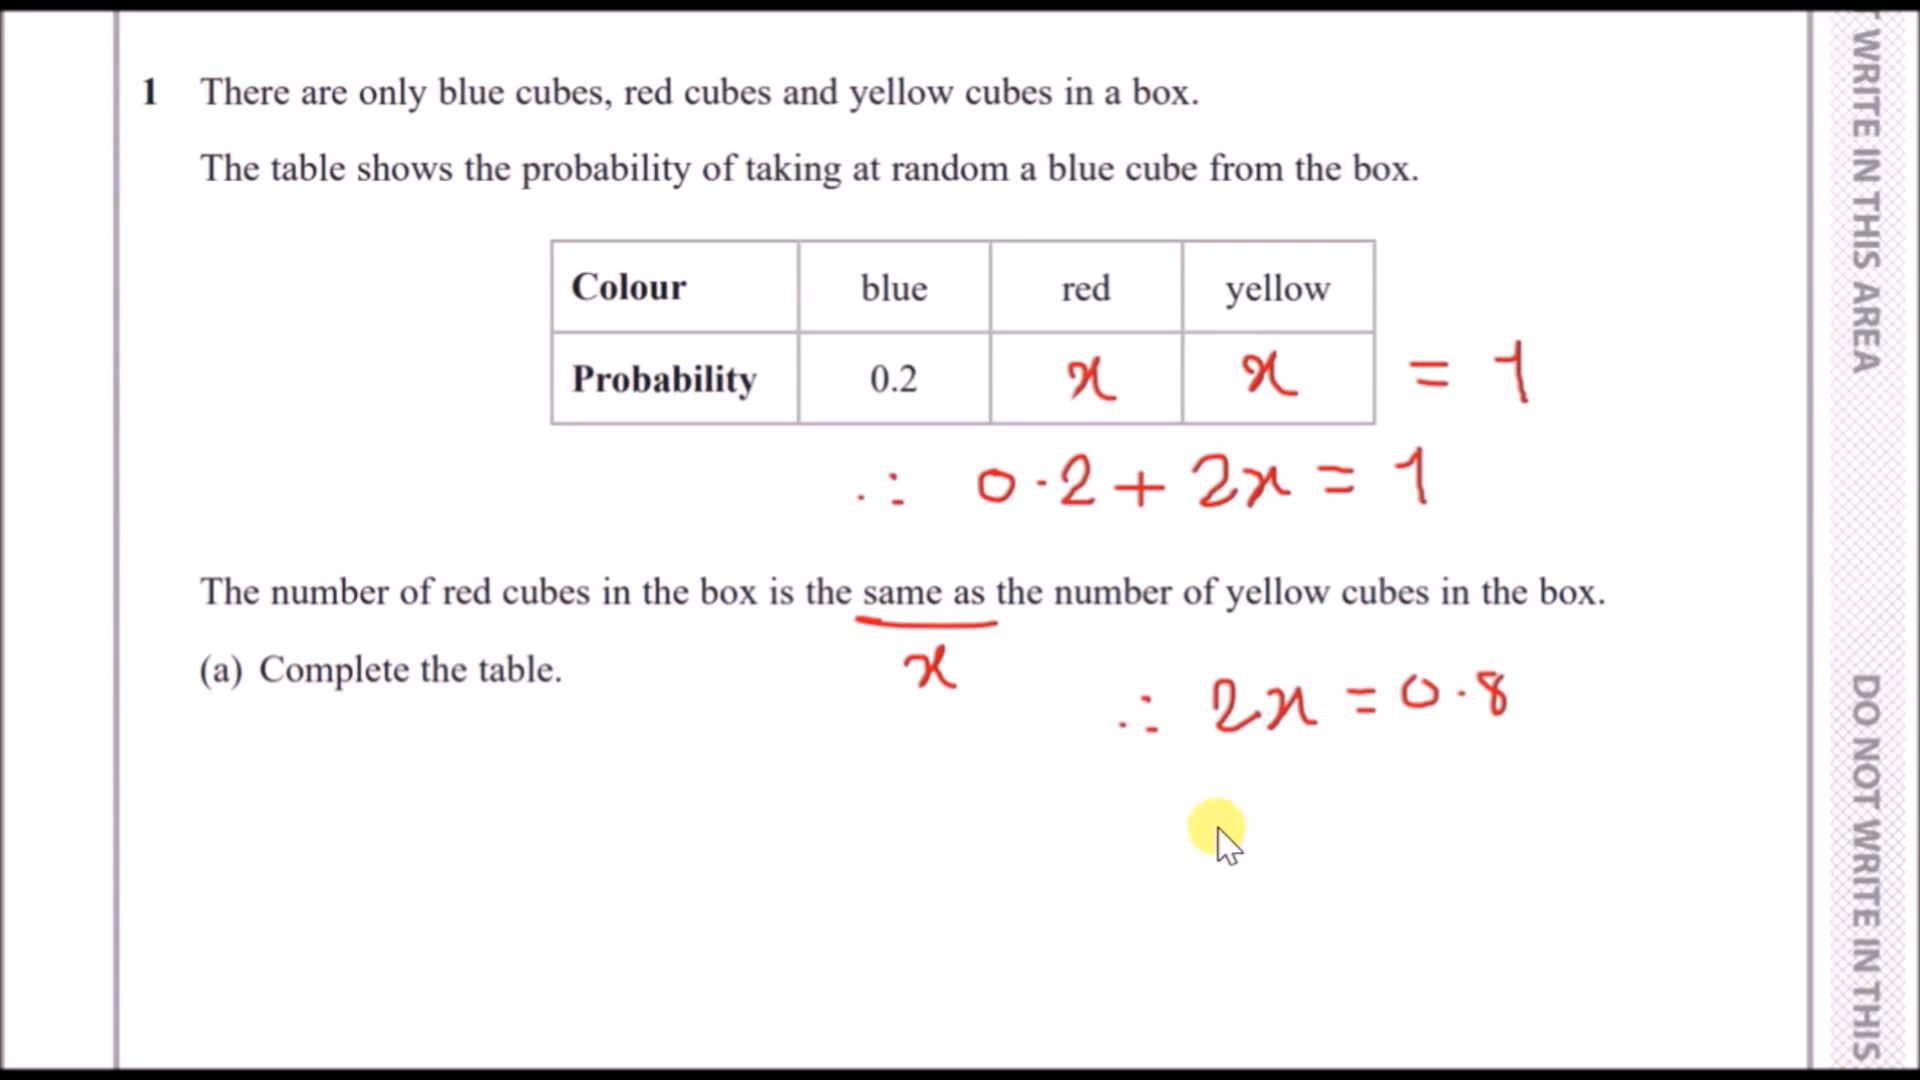 1 There are only blue cubes, red cubes and yellow cubes in a box.
The table shows the probability of taking at random a blue cube from the box.
Colour blue red yellow
Probability 0.2 x x = 1
∴ 0.2 + 2x = 1
The number of red cubes in the box is the same as the number of yellow cubes in the box.
x
(a) Complete the table.
∴ 2x = 0.8
WRITE IN THIS AREA
DO NOT WRITE IN THIS